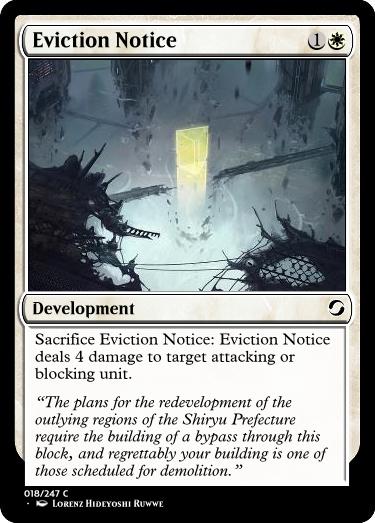 Eviction Notice 1
Development
Sacrifice Eviction Notice: Eviction Notice
deals 4 damage to target attacking or
blocking unit.
“The plans for the redevelopment of the
outlying regions of the Shiryu Prefecture
require the building of a bypass through this
block, and regrettably your building is one of
those scheduled for demolition.”
018/247 C
· Lorenz Hideyoshi Ruwwe